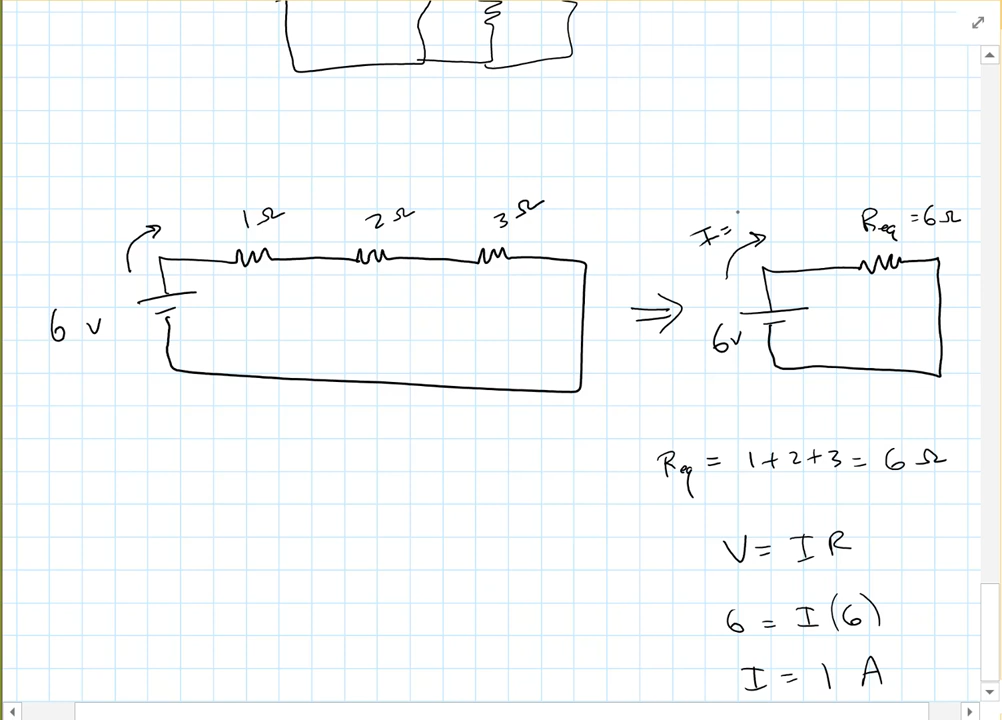 1Ω 2Ω 3Ω
6 v
I =
Req = 6Ω
6v
Req = 1+2+3 = 6 Ω
V = I R
6 = I (6)
I = 1 A